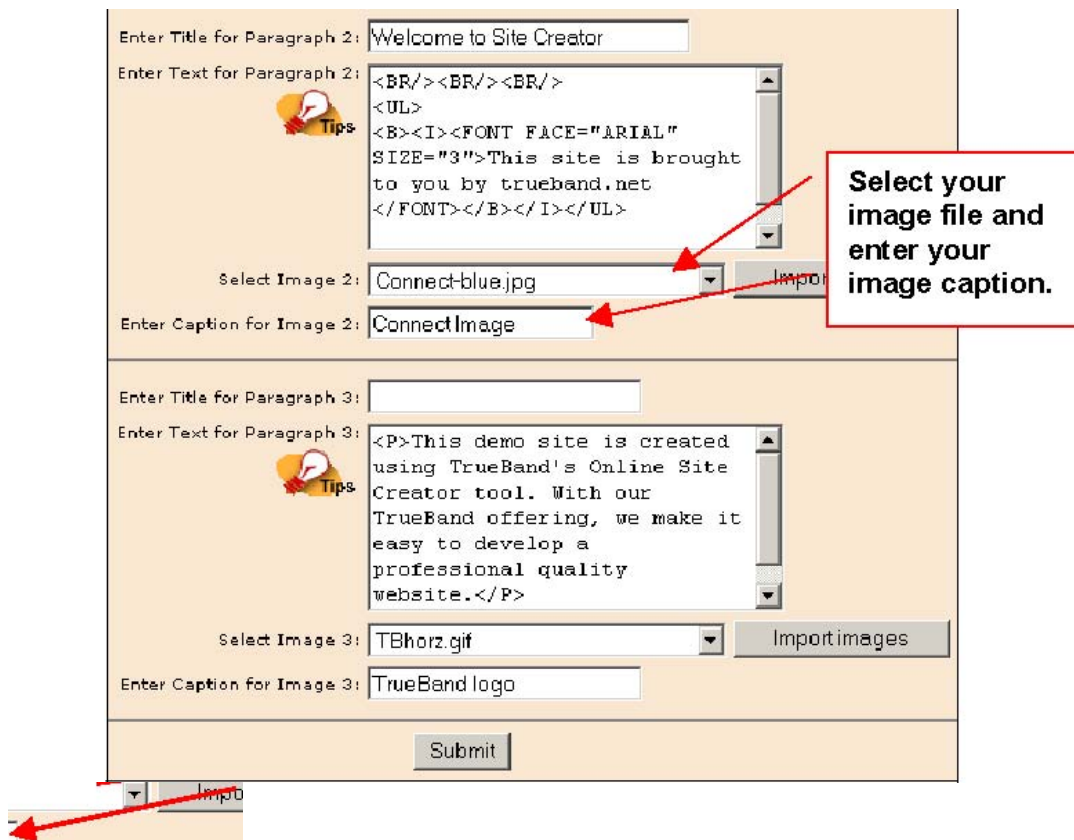 Enter Title for Paragraph 2: Welcome to Site Creator
Enter Text for Paragraph 2:
Tips
<BR/><BR/><BR/>
<UL>
<B><I><FONT FACE="ARIAL"
SIZE="3">This site is brought
to you by trueband.net
</FONT></B></I></UL>
Select your
image file and
enter your
image caption.
Select Image 2: Connect-blue.jpg
Enter Caption for Image 2: Connect Image
Enter Title for Paragraph 3:
Enter Text for Paragraph 3:
Tips
<P>This demo site is created
using TrueBand's Online Site
Creator tool. With our
TrueBand offering, we make it
easy to develop a
professional quality
website.</P>
Select Image 3: TBhorz.gif Import images
Enter Caption for Image 3: TrueBand logo
Submit